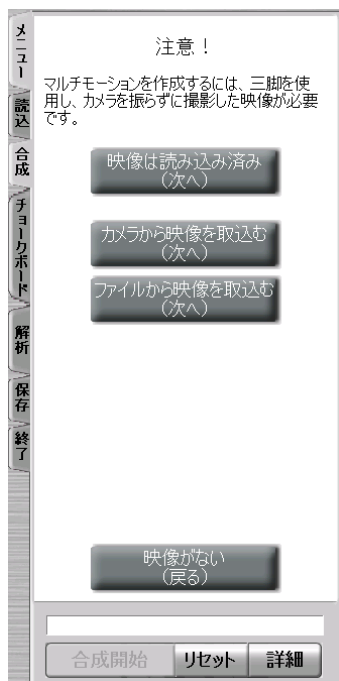 メニュー
読込
合成
チョークボード
解析
保存
終了
注意！
マルチモーションを作成するには、三脚を使
用し、カメラを振らずに撮影した映像が必要
です。
映像は読み込み済み
(次へ)
カメラから映像を取込む
(次へ)
ファイルから映像を取込む
(次へ)
映像がない
(戻る)
合成開始
リセット
詳細